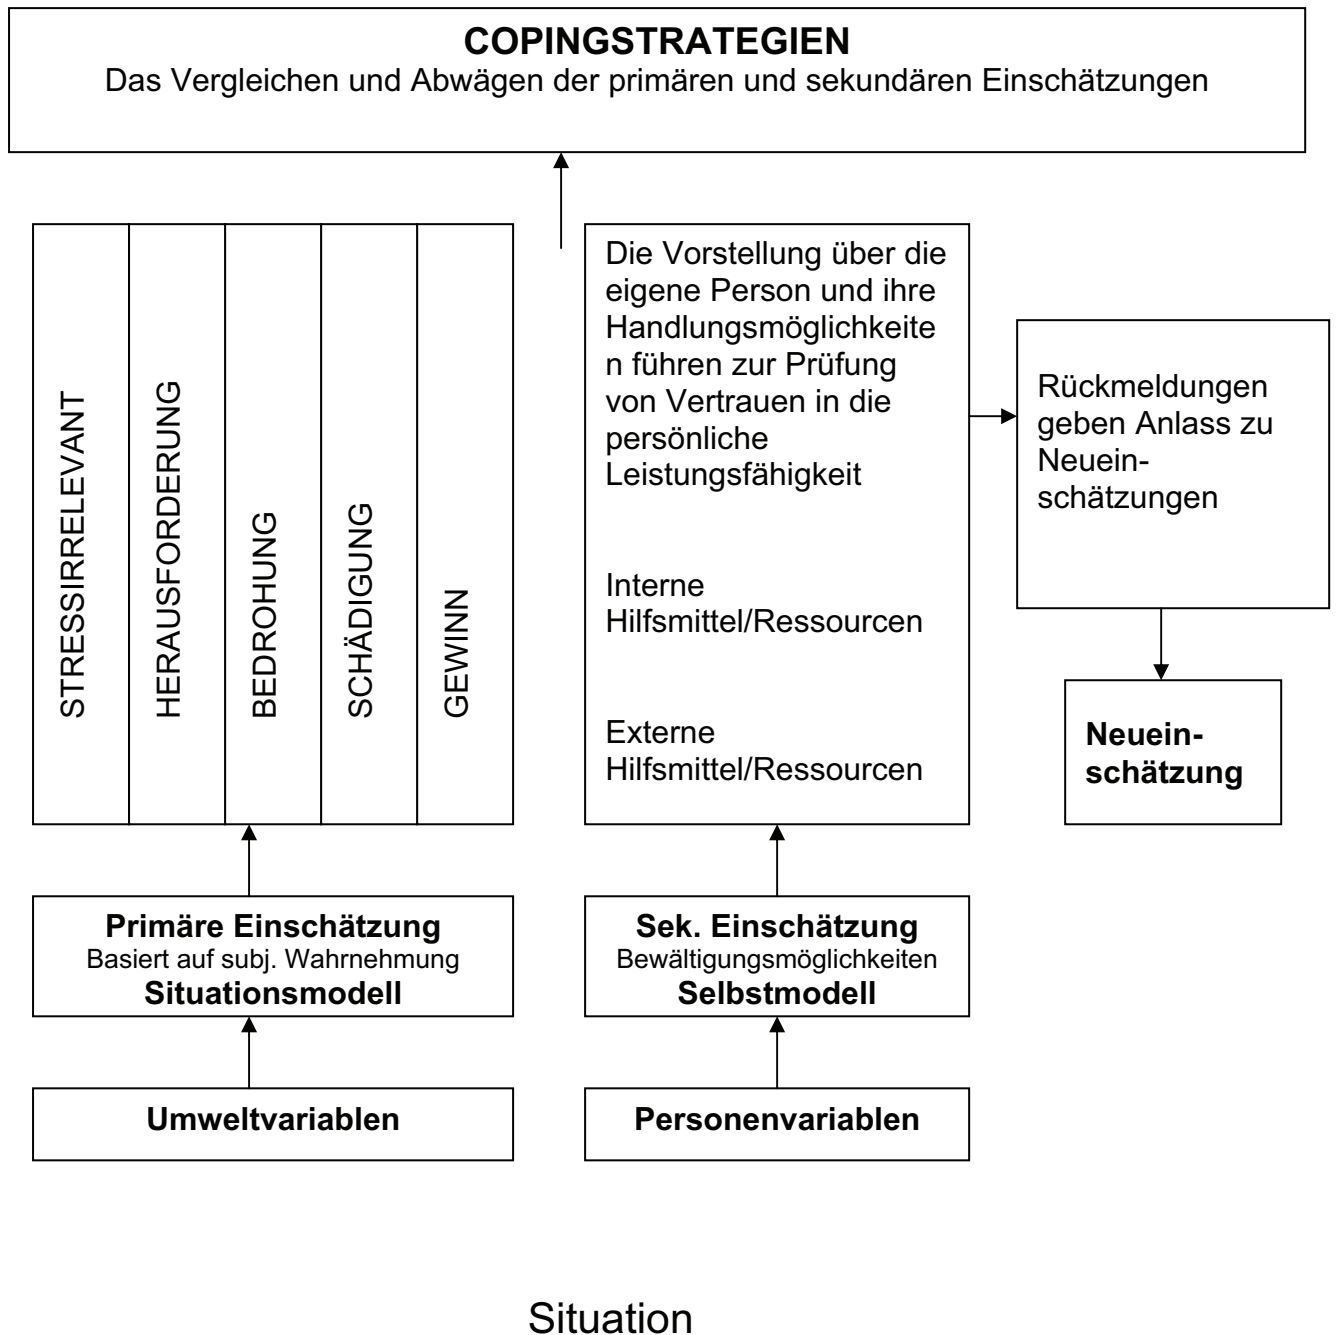 COPINGSTRATEGIEN
Das Vergleichen und Abwägen der primären und sekundären Einschätzungen
STRESSIRRELEVANT
HERAUSFORDERUNG
BEDROHUNG
SCHÄDIGUNG
GEWINN
Die Vorstellung über die
eigene Person und ihre
Handlungsmöglichkeite
n führen zur Prüfung
von Vertrauen in die
persönliche
Leistungsfähigkeit
Interne
Hilfsmittel/Ressourcen
Externe
Hilfsmittel/Ressourcen
Rückmeldungen
geben Anlass zu
Neuein-
schätzungen
Neuein-
schätzung
Primäre Einschätzung
Basiert auf subj. Wahrnehmung
Situationsmodell
Sek. Einschätzung
Bewältigungsmöglichkeiten
Selbstmodell
Umweltvariablen
Personenvariablen
Situation